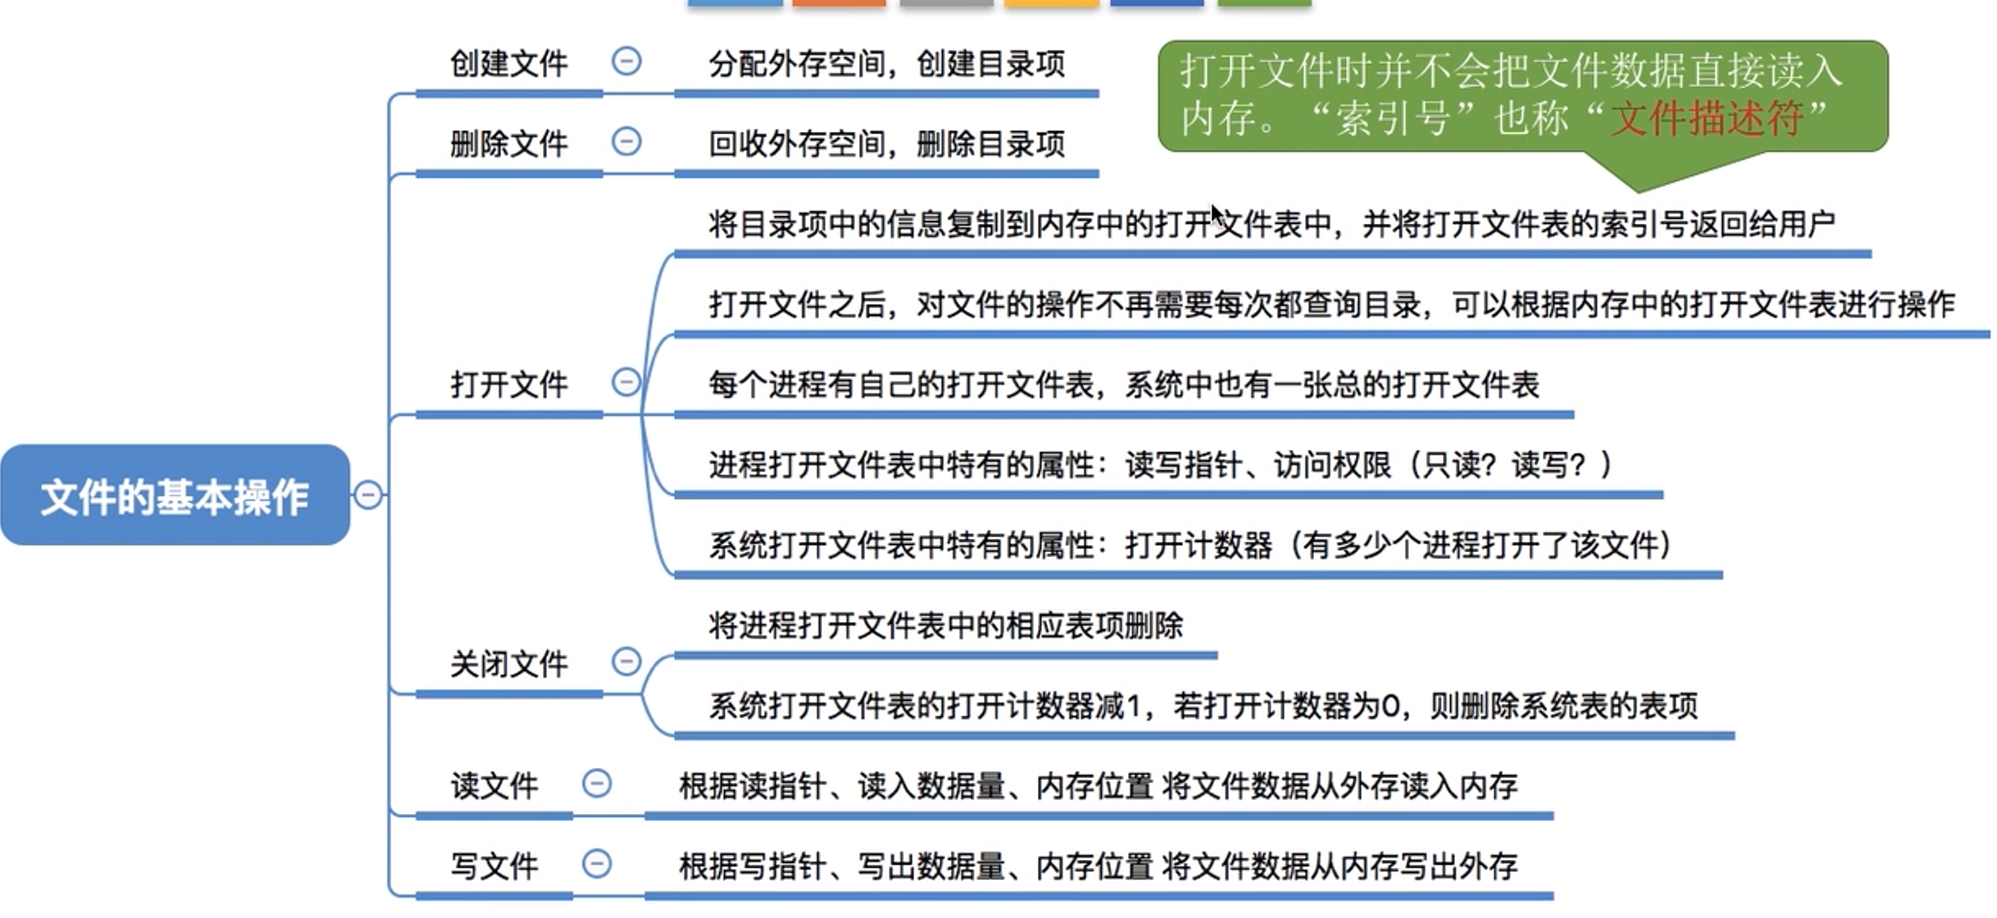 创建文件
分配外存空间，创建目录项
打开文件时并不会把文件数据直接读入
内存。“索引号”也称“文件描述符”
删除文件
回收外存空间，删除目录项
打开文件
将目录项中的信息复制到内存中的打开文件表中，并将打开文件表的索引号返回给用户
打开文件之后，对文件的操作不再需要每次都查询目录，可以根据内存中的打开文件表进行操作
每个进程有自己的打开文件表，系统中也有一张总的打开文件表
进程打开文件表中特有的属性：读写指针、访问权限（只读？读写？）
系统打开文件表中特有的属性：打开计数器（有多少个进程打开了该文件）
文件的基本操作
关闭文件
将进程打开文件表中的相应表项删除
系统打开文件表的打开计数器减1，若打开计数器为0，则删除系统表的表项
读文件
根据读指针、读入数据量、内存位置 将文件数据从外存读入内存
写文件
根据写指针、写出数据量、内存位置 将文件数据从内存写出外存